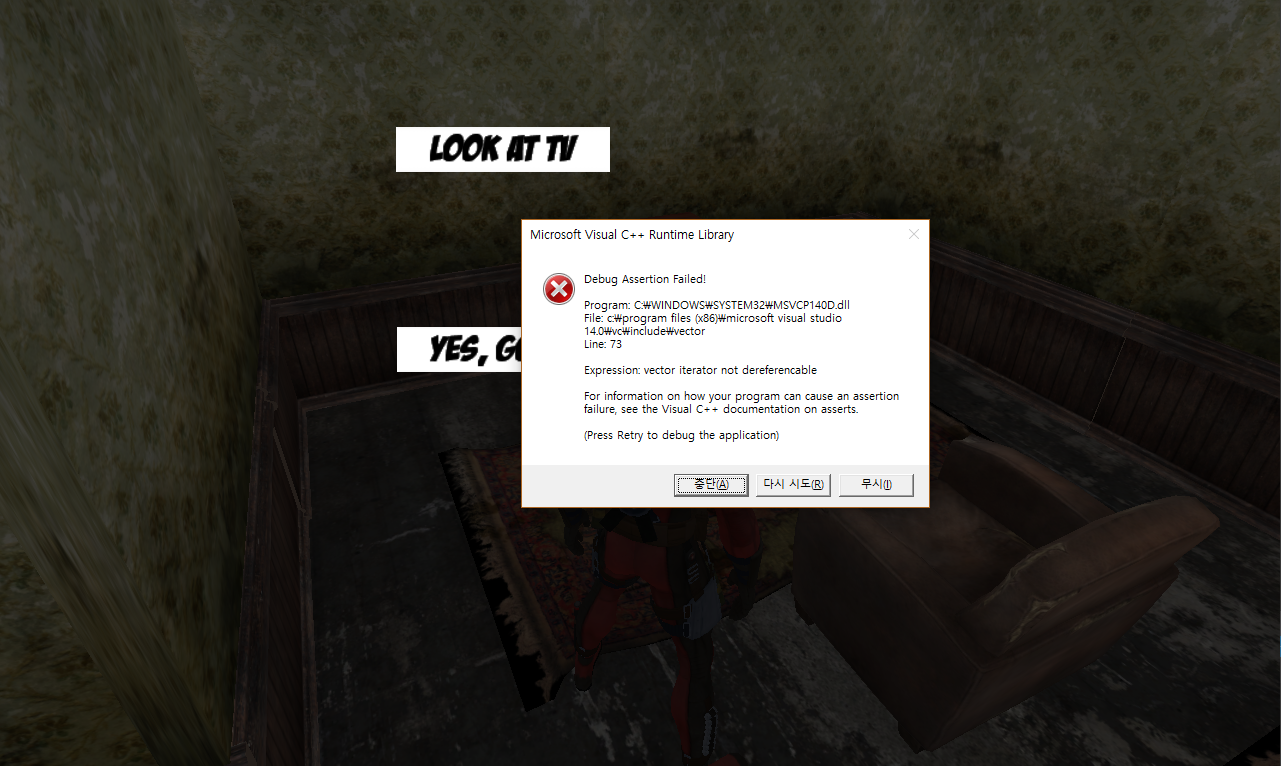 LOOK AT TV
Microsoft Visual C++ Runtime Library
Debug Assertion Failed!
Program: C:₩WINDOWS₩SYSTEM32₩MSVCP140D.dll
File: c:₩program files (x86)₩microsoft visual studio
14.0₩vc₩include₩vector
Line: 73
YES,
Expression: vector iterator not dereferencable
For information on how your program can cause an assertion
failure, see the Visual C++ documentation on asserts.
(Press Retry to debug the application)
중단(A) 다시 시도(R) 무시(I)